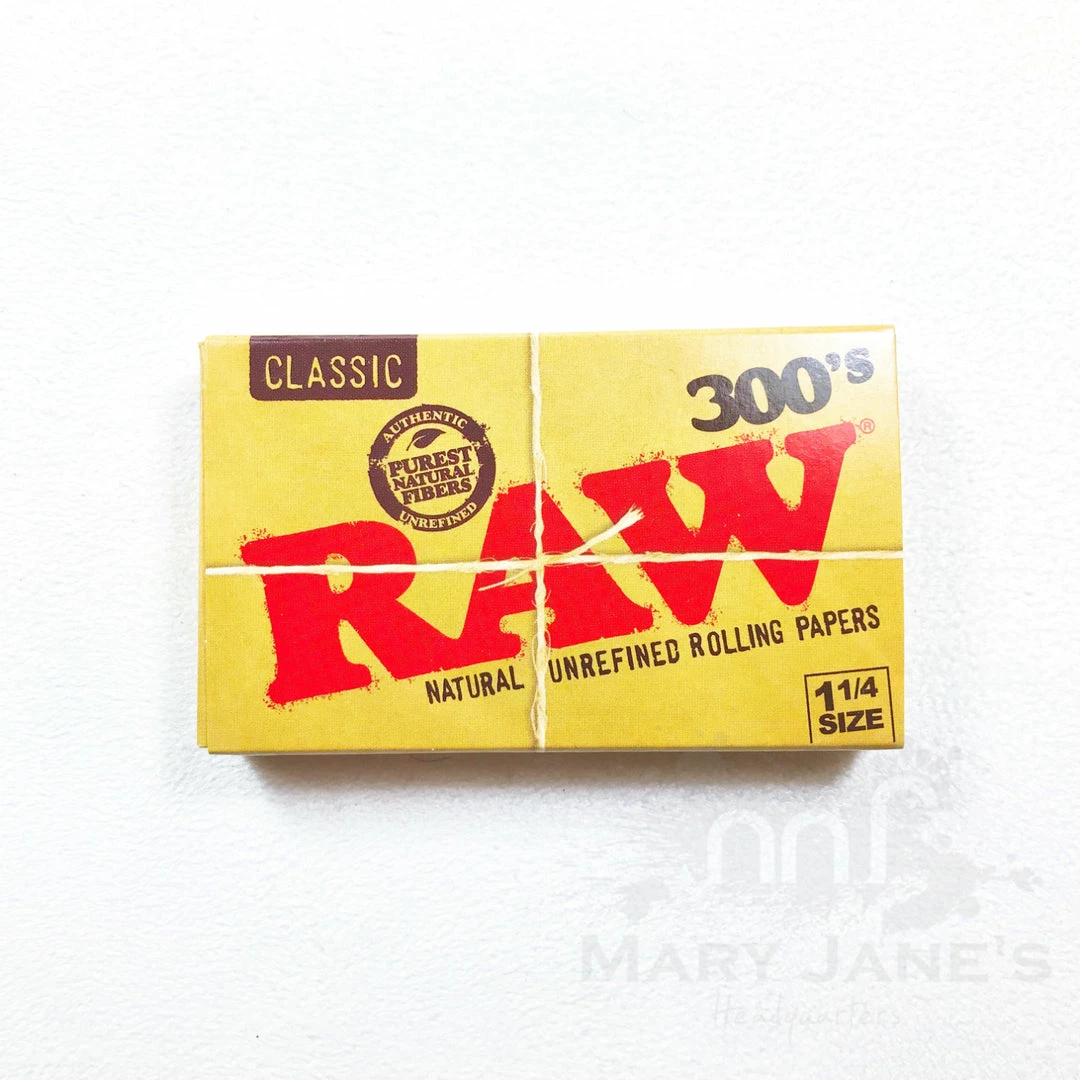 CLASSIC
300's
AUTHENTIC
PUREST
NATURAL
FIBERS
UNREFINED
RAW®
NATURAL UNREFINED ROLLING PAPERS
1 1/4
SIZE
MARY JANE'S
Headquarters